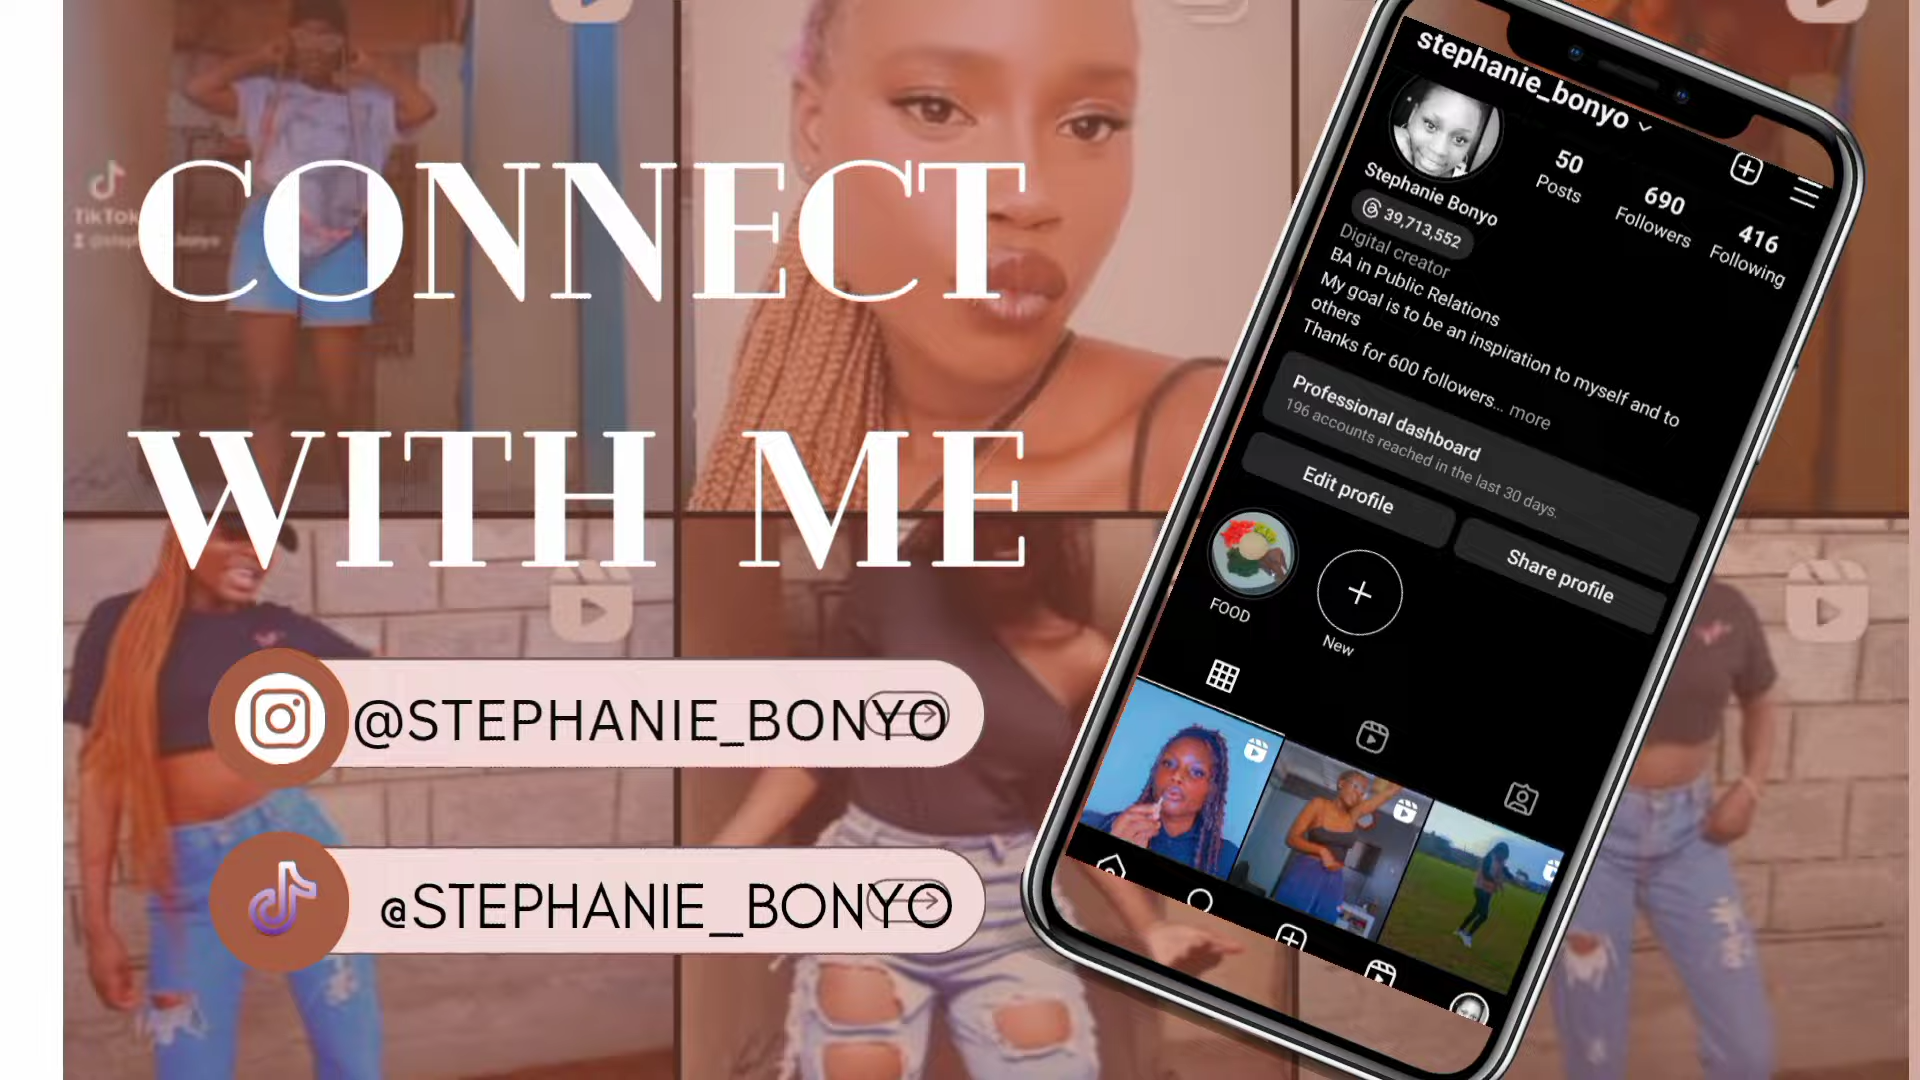 CONNECT
WITH ME
@STEPHANIE_BONYO
@STEPHANIE_BONYO
TikTok
stephanie_bonyo
50
Posts
690
Followers
416
Following
Stephanie Bonyo
39,713,552
Digital creator
BA in Public Relations
My goal is to be an inspiration to myself and to
others
Thanks for 600 followers... more
Professional dashboard
196 accounts reached in the last 30 days.
Edit profile
Share profile
FOOD
New